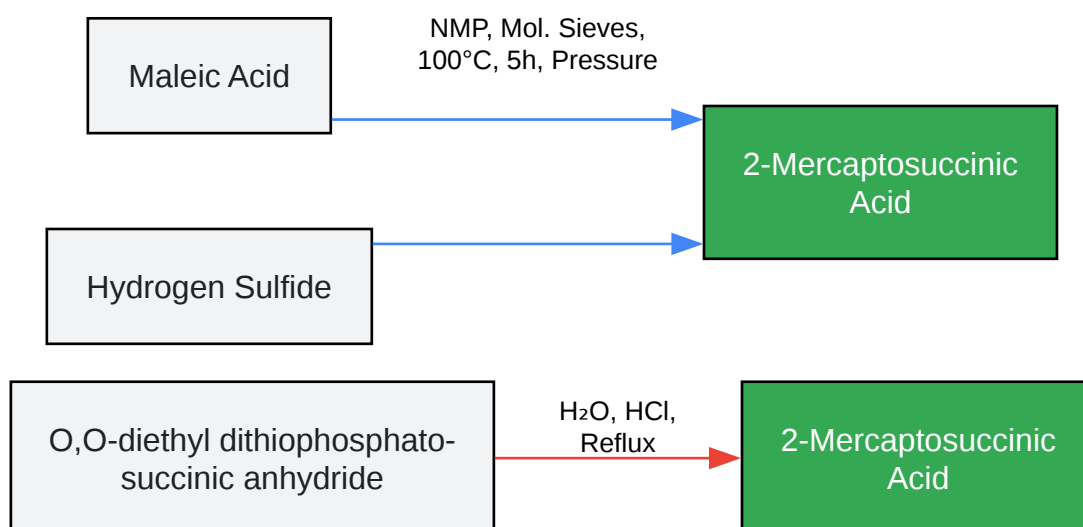 Maleic Acid
NMP, Mol. Sieves,
100°C, 5h, Pressure
2-Mercaptosuccinic
Acid
Hydrogen Sulfide
O,O-diethyl dithiophosphato-
succinic anhydride
H₂O, HCl,
Reflux
2-Mercaptosuccinic
Acid